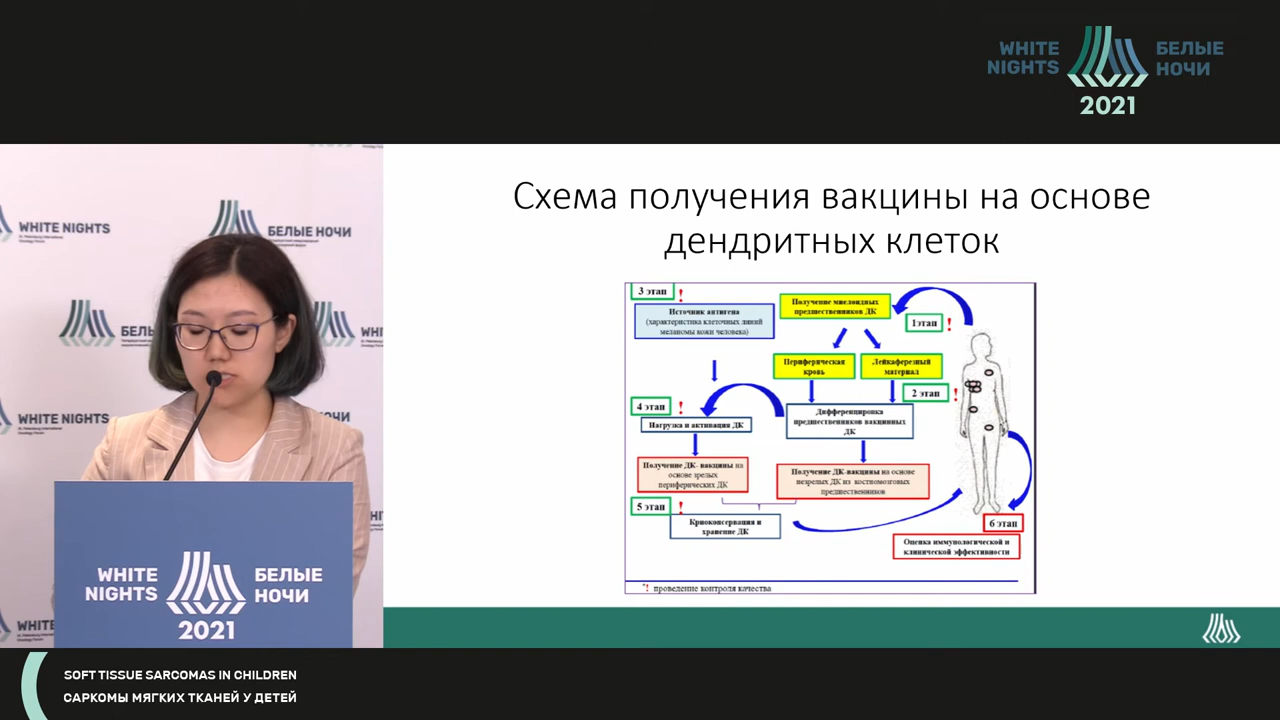 WHITE
NIGHTS
БЕЛЫЕ
НОЧИ
2021
WHITE NIGHTS
БЕЛЫЕ НОЧИ
WHITE NIGHTS
WHITE
NIGHTS
БЕЛЫЕ
НОЧИ
2021
Схема получения вакцины на основе
дендритных клеток
3 этап
!
Источник антигена
(характеристика клеточных линий
меланомы кожи человека)
Получение миелоидных
предшественников ДК
1этап
!
Периферическая
кровь
Лейкаферезный
материал
2 этап
!
4 этап
!
Нагрузка и активация ДК
Дифференцировка
предшественников вакцинных
ДК
Получение ДК- вакцины на
основе зрелых
периферических ДК
Получение ДК-вакцины на основе
незрелых ДК из костномозговых
предшественников
5 этап
!
Криоконсервация и
хранение ДК
6 этап
Оценка иммунологической и
клинической эффективности
"! проведение контроля качества
SOFT TISSUE SARCOMAS IN CHILDREN
САРКОМЫ МЯГКИХ ТКАНЕЙ У ДЕТЕЙ